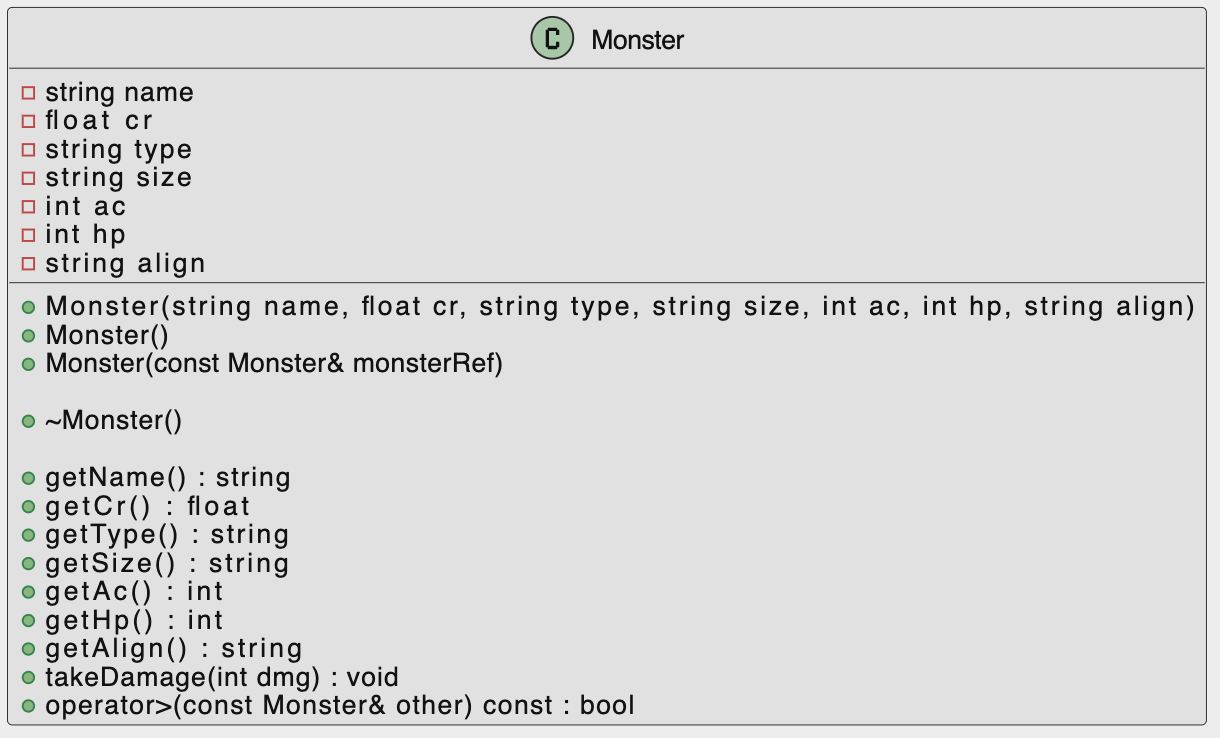 C Monster
string name
float cr
string type
string size
int ac
int hp
string align
Monster(string name, float cr, string type, string size, int ac, int hp, string align)
Monster()
Monster(const Monster& monsterRef)
~Monster()
getName() : string
getCr() : float
getType() : string
getSize() : string
getAc() : int
getHp() : int
getAlign() : string
takeDamage(int dmg) : void
operator>(const Monster& other) const : bool